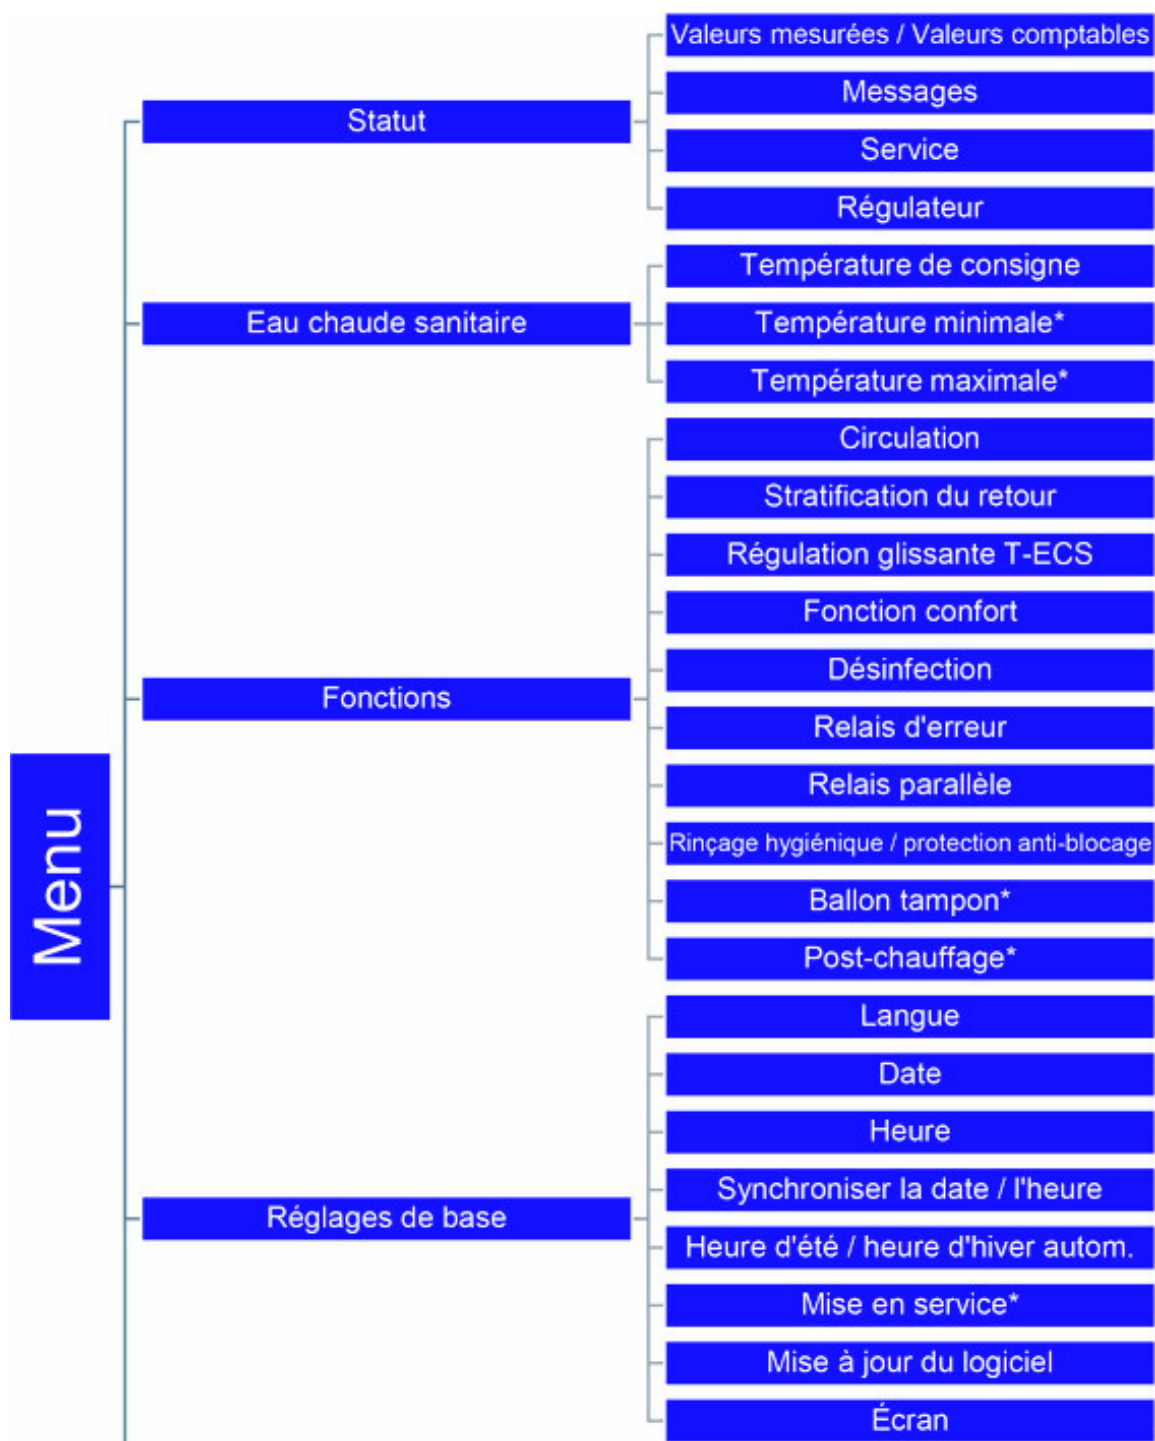 Menu
Statut
Valeurs mesurées / Valeurs comptables
Messages
Service
Régulateur
Eau chaude sanitaire
Température de consigne
Température minimale*
Température maximale*
Fonctions
Circulation
Stratification du retour
Régulation glissante T-ECS
Fonction confort
Désinfection
Relais d'erreur
Relais parallèle
Rinçage hygiénique / protection anti-blocage
Ballon tampon*
Post-chauffage*
Réglages de base
Langue
Date
Heure
Synchroniser la date / l'heure
Heure d'été / heure d'hiver autom.
Mise en service*
Mise à jour du logiciel
Écran